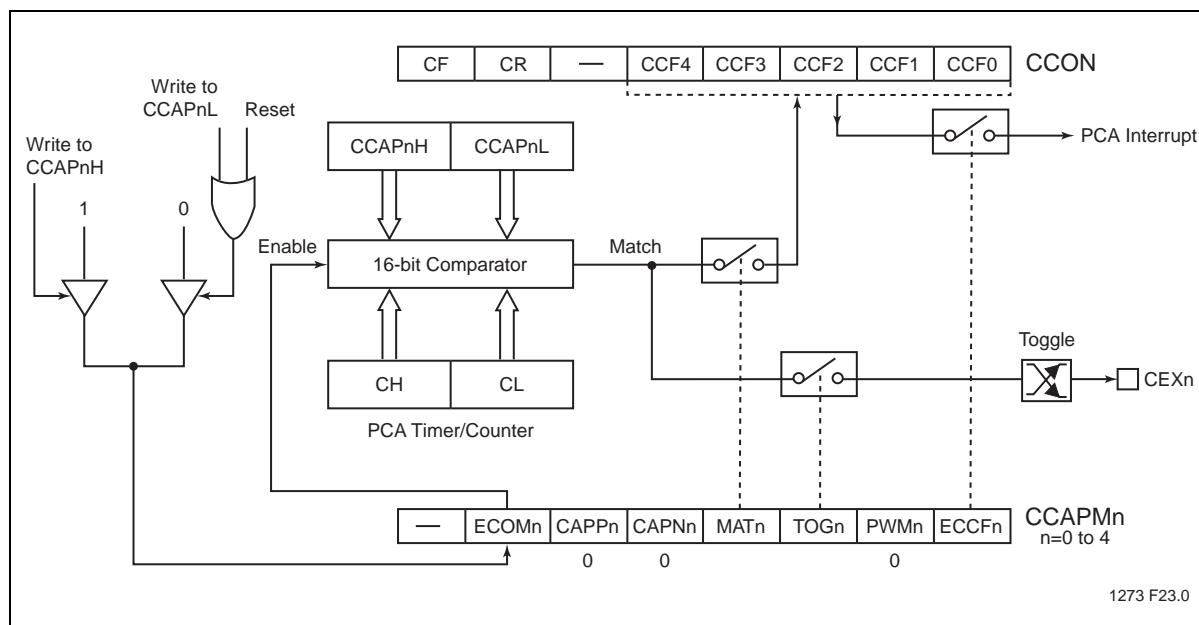 CF CR — CCF4 CCF3 CCF2 CCF1 CCF0 CCON
Write to
CCAPnL Reset
Write to
CCAPnH
PCA Interrupt
CCAPnH CCAPnL
1 0
Enable
16-bit Comparator
Match
Toggle
CH CL
CEXn
PCA Timer/Counter
— ECOMn CAPPn CAPNn MATn TOGn PWMn ECCFn CCAPMn
n=0 to 4
0 0 0
1273 F23.0